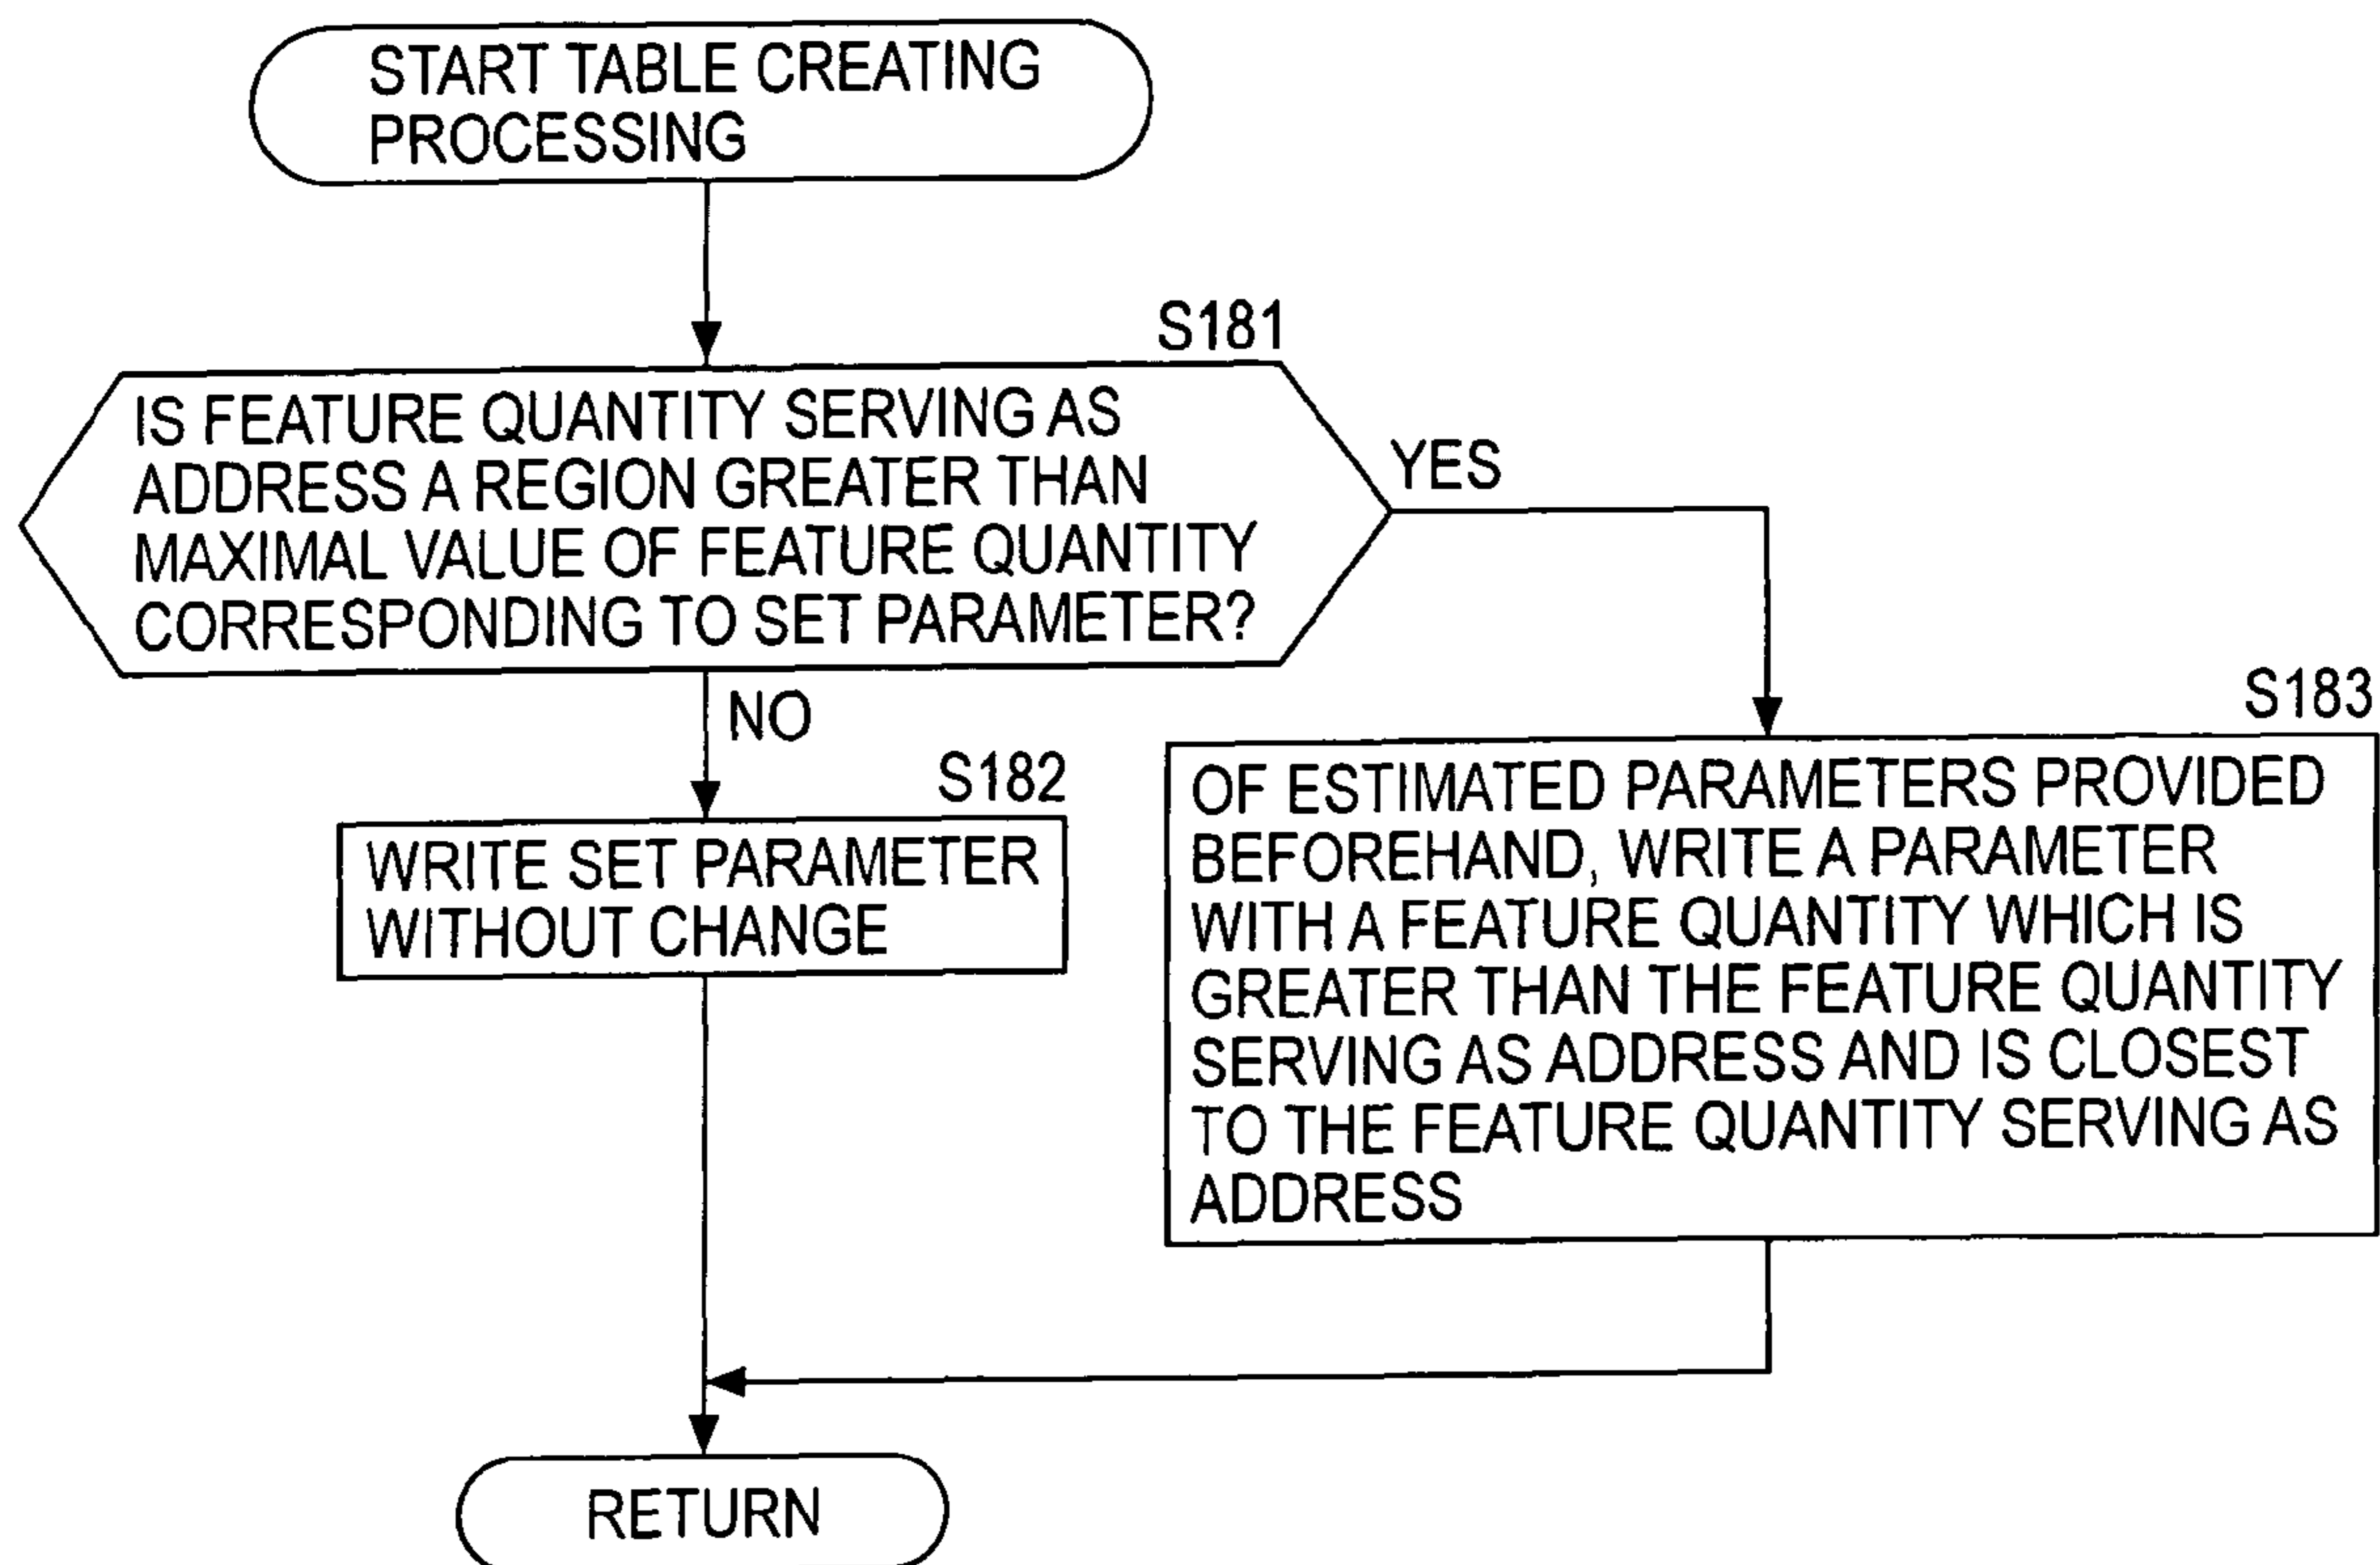 START TABLE CREATING
PROCESSING
S181
IS FEATURE QUANTITY SERVING AS
ADDRESS A REGION GREATER THAN
MAXIMAL VALUE OF FEATURE QUANTITY
CORRESPONDING TO SET PARAMETER?
YES
NO
S182
WRITE SET PARAMETER
WITHOUT CHANGE
S183
OF ESTIMATED PARAMETERS PROVIDED
BEFOREHAND, WRITE A PARAMETER
WITH A FEATURE QUANTITY WHICH IS
GREATER THAN THE FEATURE QUANTITY
SERVING AS ADDRESS AND IS CLOSEST
TO THE FEATURE QUANTITY SERVING AS
ADDRESS
RETURN